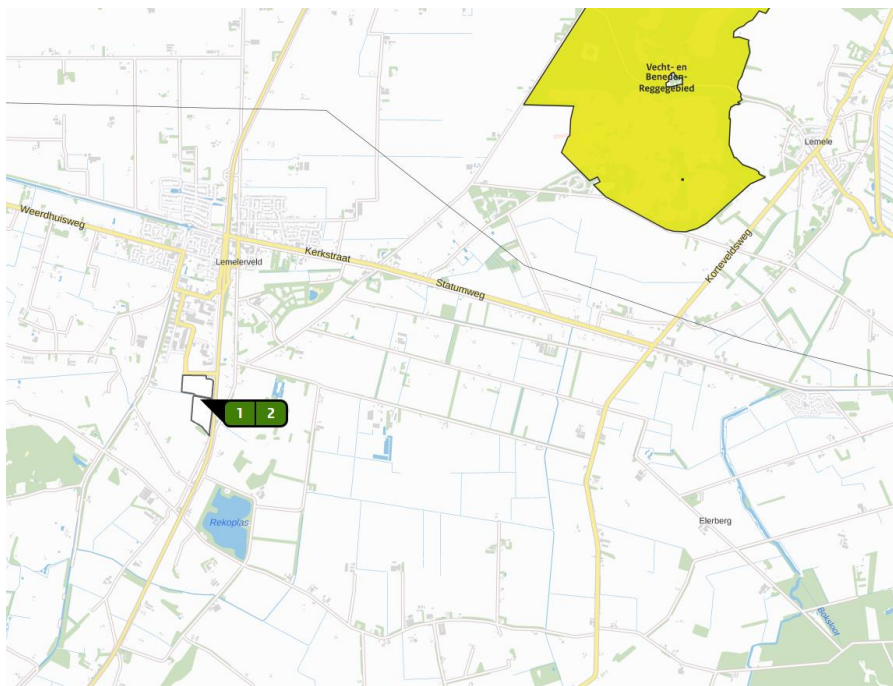 Vecht- en
Beneden-
Reggegebied
Lemele
Weerdhuisweg
Kerkstraat
Lemelerveld
Korteveldsweg
Statumweg
1 2
Rekoplas
Elerberg
Boksloot